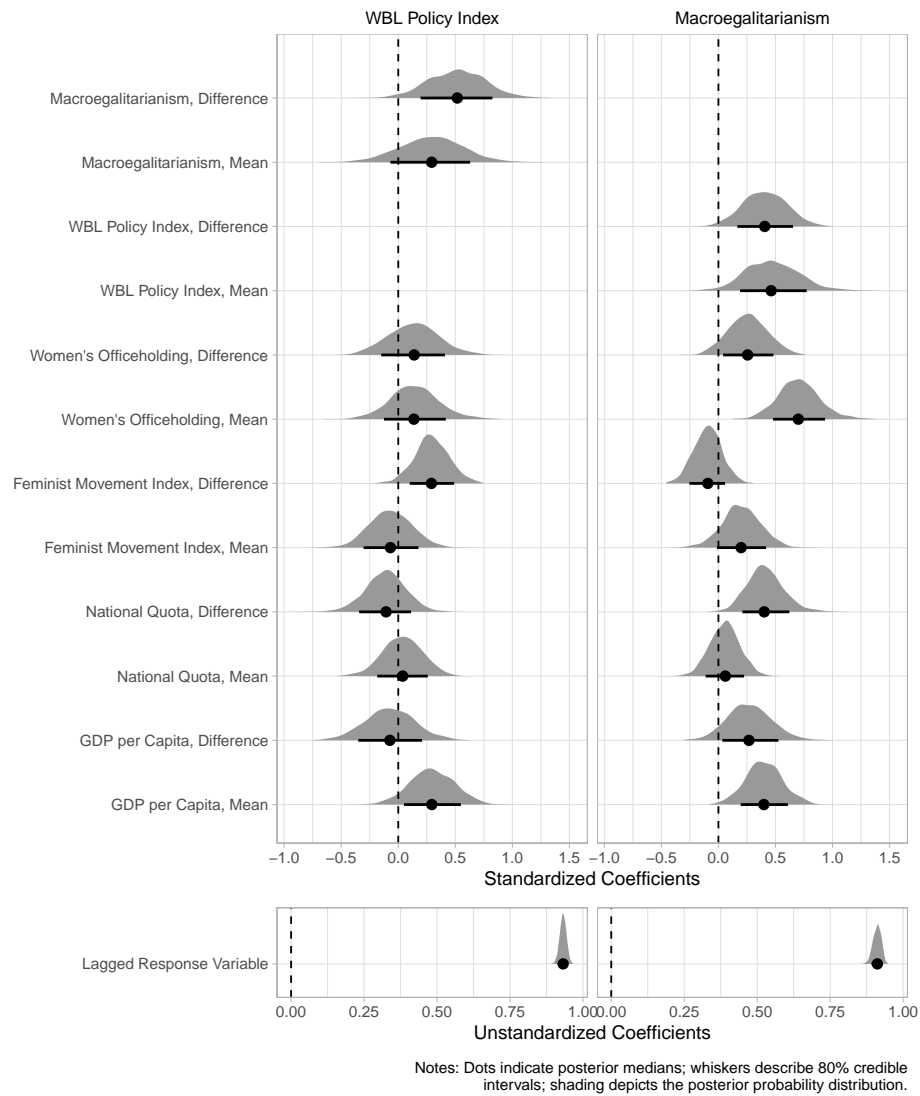 WBL Policy Index
Macroegalitarianism
Macroegalitarianism, Difference
Macroegalitarianism, Mean
WBL Policy Index, Difference
WBL Policy Index, Mean
Women's Officeholding, Difference
Women's Officeholding, Mean
Feminist Movement Index, Difference
Feminist Movement Index, Mean
National Quota, Difference
National Quota, Mean
GDP per Capita, Difference
GDP per Capita, Mean
−1.0 −0.5 0.0 0.5 1.0 1.5 −1.0 −0.5 0.0 0.5 1.0 1.5
Standardized Coefficients
Lagged Response Variable
0.00 0.25 0.50 0.75 1.00 0.00 0.25 0.50 0.75 1.00
Unstandardized Coefficients
Notes: Dots indicate posterior medians; whiskers describe 80% credible
intervals; shading depicts the posterior probability distribution.